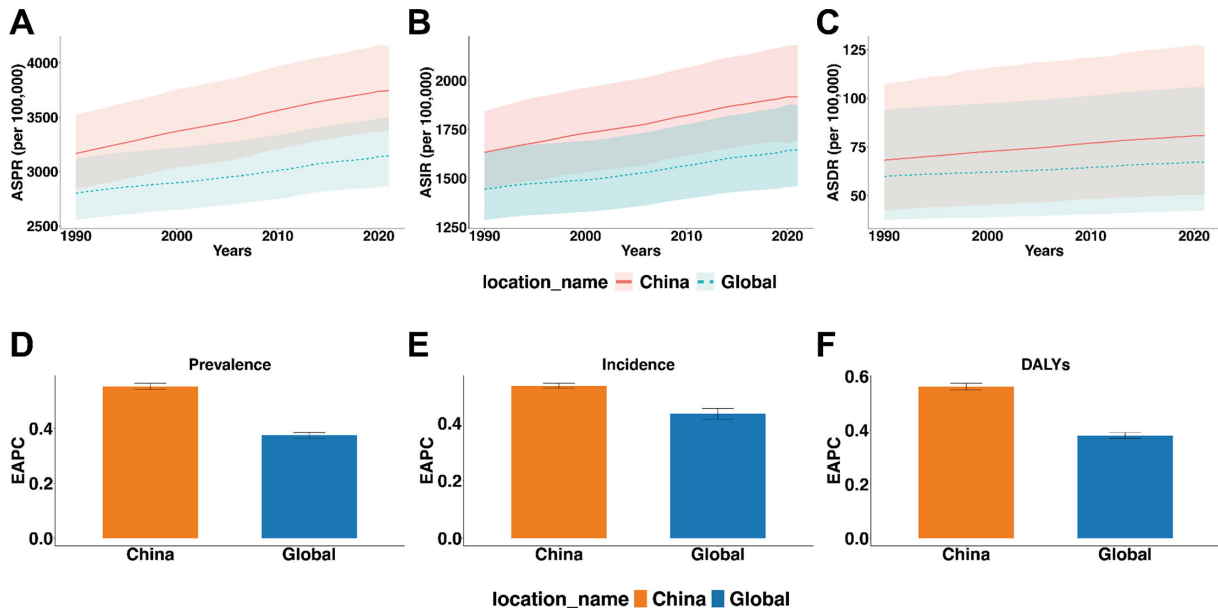 A
ASPR (per 100,000)
4000
3500
3000
2500
1990 2000 2010 2020
Years
B
ASIR (per 100,000)
2000
1750
1500
1250
1990 2000 2010 2020
Years
C
ASDR (per 100,000)
125
100
75
50
1990 2000 2010 2020
Years
location_name China Global
D
Prevalence
EAPC
0.4
0.2
0.0
China Global
E
Incidence
EAPC
0.4
0.2
0.0
China Global
F
DALYs
EAPC
0.6
0.4
0.2
0.0
China Global
location_name China Global